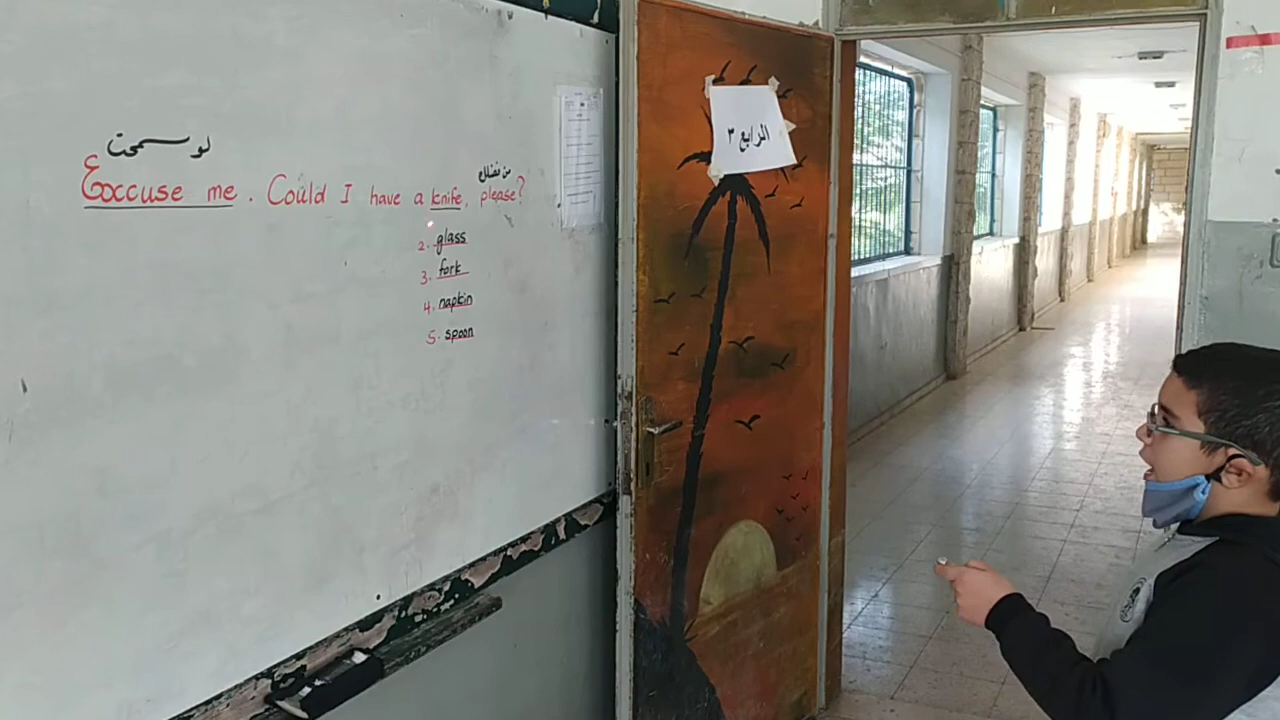 لو سمحت
من فضلك
Exccuse me. Could I have a knife, please?
2. glass
3. fork
4. napkin
5. spoon
الرابع ٣